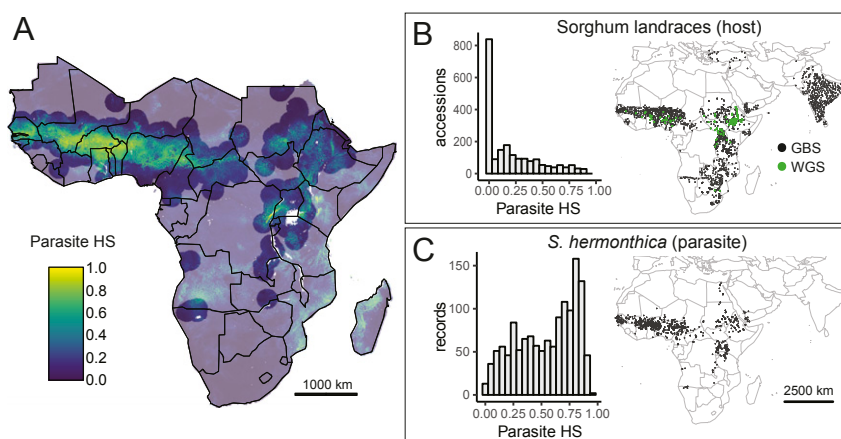 A
Parasite HS
1.0
0.8
0.6
0.4
0.2
0.0
1000 km
B
Sorghum landraces (host)
800
600
400
200
0
accessions
0.00 0.25 0.50 0.75 1.00
Parasite HS
GBS
WGS
C
S. hermonthica (parasite)
150
100
50
0
records
0.00 0.25 0.50 0.75 1.00
Parasite HS
2500 km